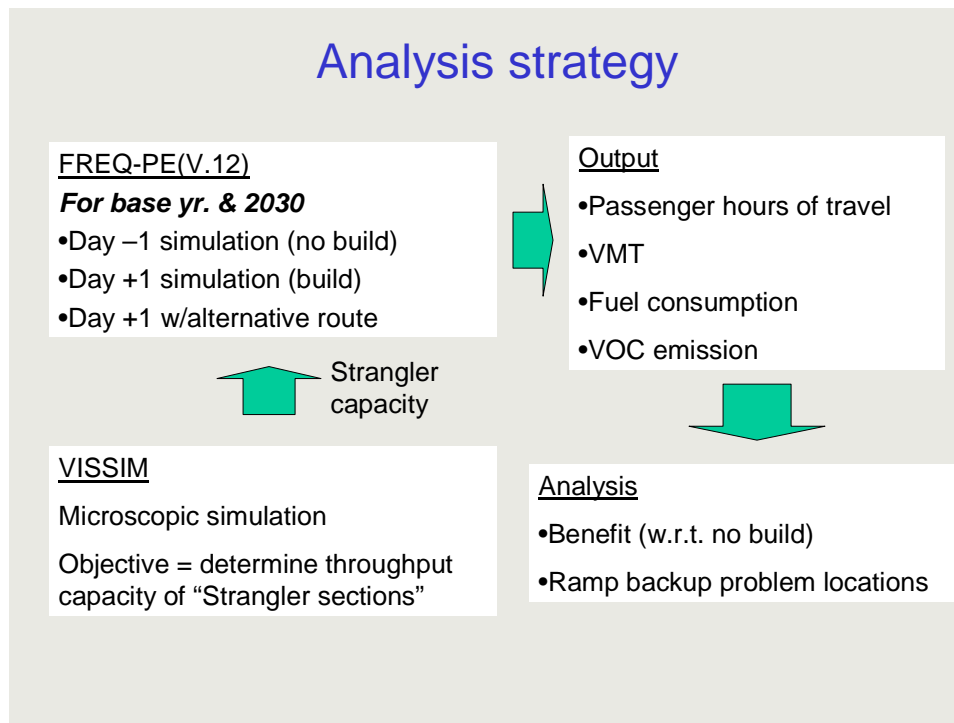 Analysis strategy
FREQ-PE(V.12)
For base yr. & 2030
•Day –1 simulation (no build)
•Day +1 simulation (build)
•Day +1 w/alternative route
Output
•Passenger hours of travel
•VMT
•Fuel consumption
•VOC emission
Strangler
capacity
VISSIM
Microscopic simulation
Objective = determine throughput
capacity of “Strangler sections”
Analysis
•Benefit (w.r.t. no build)
•Ramp backup problem locations